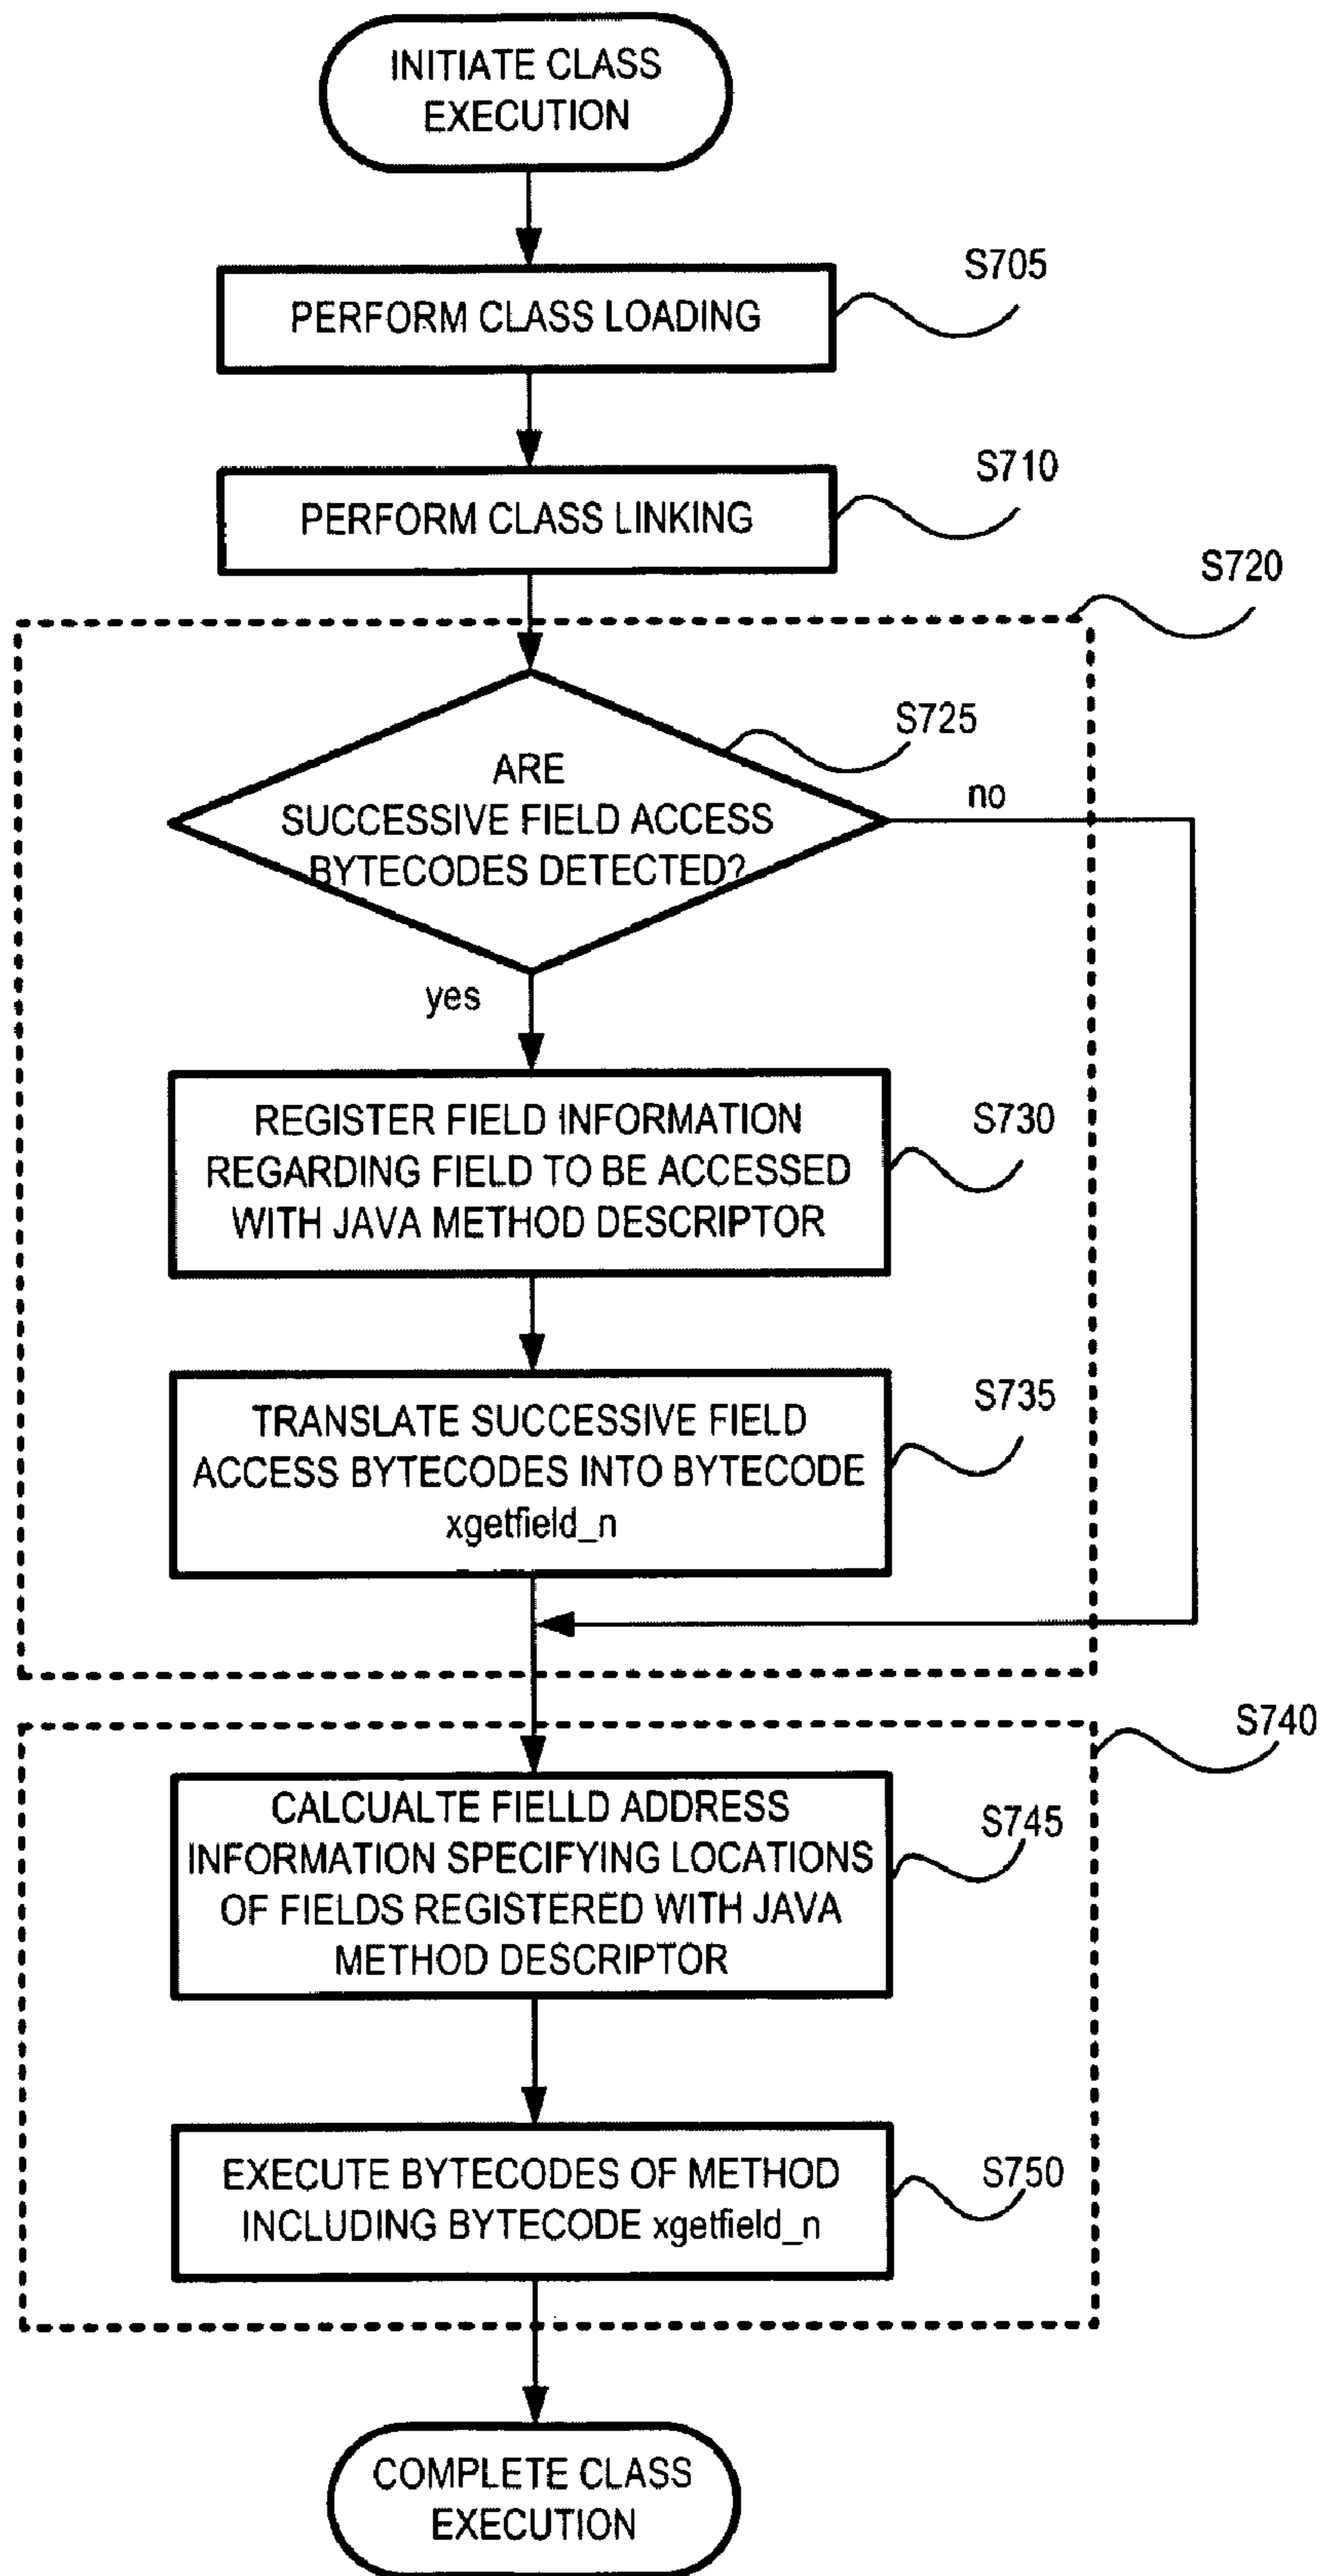 INITIATE CLASS
EXECUTION
S705
PERFORM CLASS LOADING
S710
PERFORM CLASS LINKING
S720
S725
ARE
SUCCESSIVE FIELD ACCESS
BYTECODES DETECTED?
no
yes
REGISTER FIELD INFORMATION
REGARDING FIELD TO BE ACCESSED
WITH JAVA METHOD DESCRIPTOR
S730
TRANSLATE SUCCESSIVE FIELD
ACCESS BYTECODES INTO BYTECODE
xgetfield_n
S735
S740
CALCUALTE FIELLD ADDRESS
INFORMATION SPECIFYING LOCATIONS
OF FIELDS REGISTERED WITH JAVA
METHOD DESCRIPTOR
S745
EXECUTE BYTECODES OF METHOD
INCLUDING BYTECODE xgetfield_n
S750
COMPLETE CLASS
EXECUTION